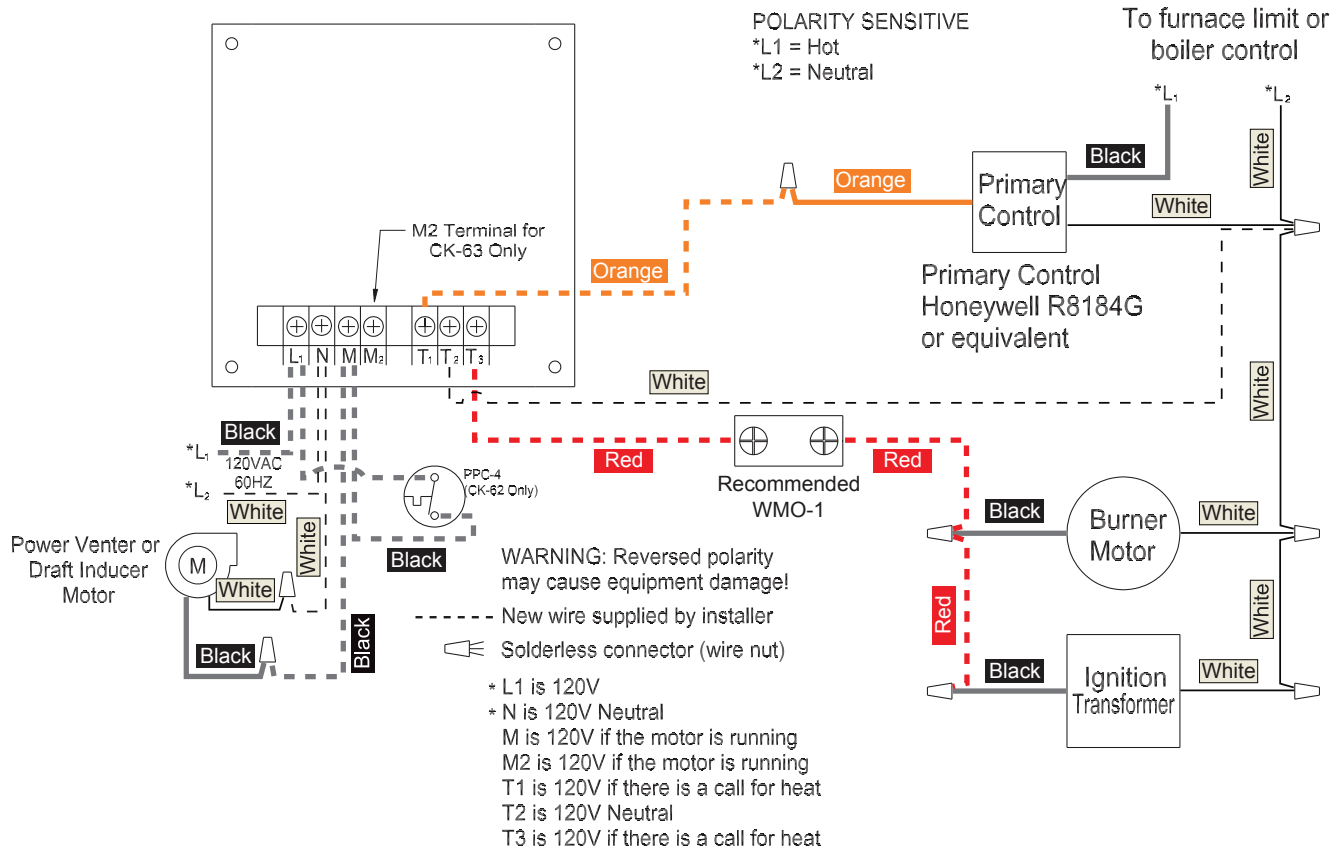 POLARITY SENSITIVE
*L1 = Hot
*L2 = Neutral
To furnace limit or
boiler control
*L1
*L2
Black
White
White
Orange
Primary
Control
M2 Terminal for
CK-63 Only
Orange
Primary Control
Honeywell R8184G
or equivalent
L1 N M M2 T1 T2 T3
White
White
Black
*L1
120VAC
60HZ
*L2
White
PPC-4
(CK-62 Only)
Red
Red
Recommended
WMO-1
Black
Burner
Motor
White
Power Venter or
Draft Inducer
Motor
M
White
White
Black
Black
Black
WARNING: Reversed polarity
may cause equipment damage!
New wire supplied by installer
Solderless connector (wire nut)
Red
White
Black
Ignition
Transformer
White
* L1 is 120V
* N is 120V Neutral
M is 120V if the motor is running
M2 is 120V if the motor is running
T1 is 120V if there is a call for heat
T2 is 120V Neutral
T3 is 120V if there is a call for heat